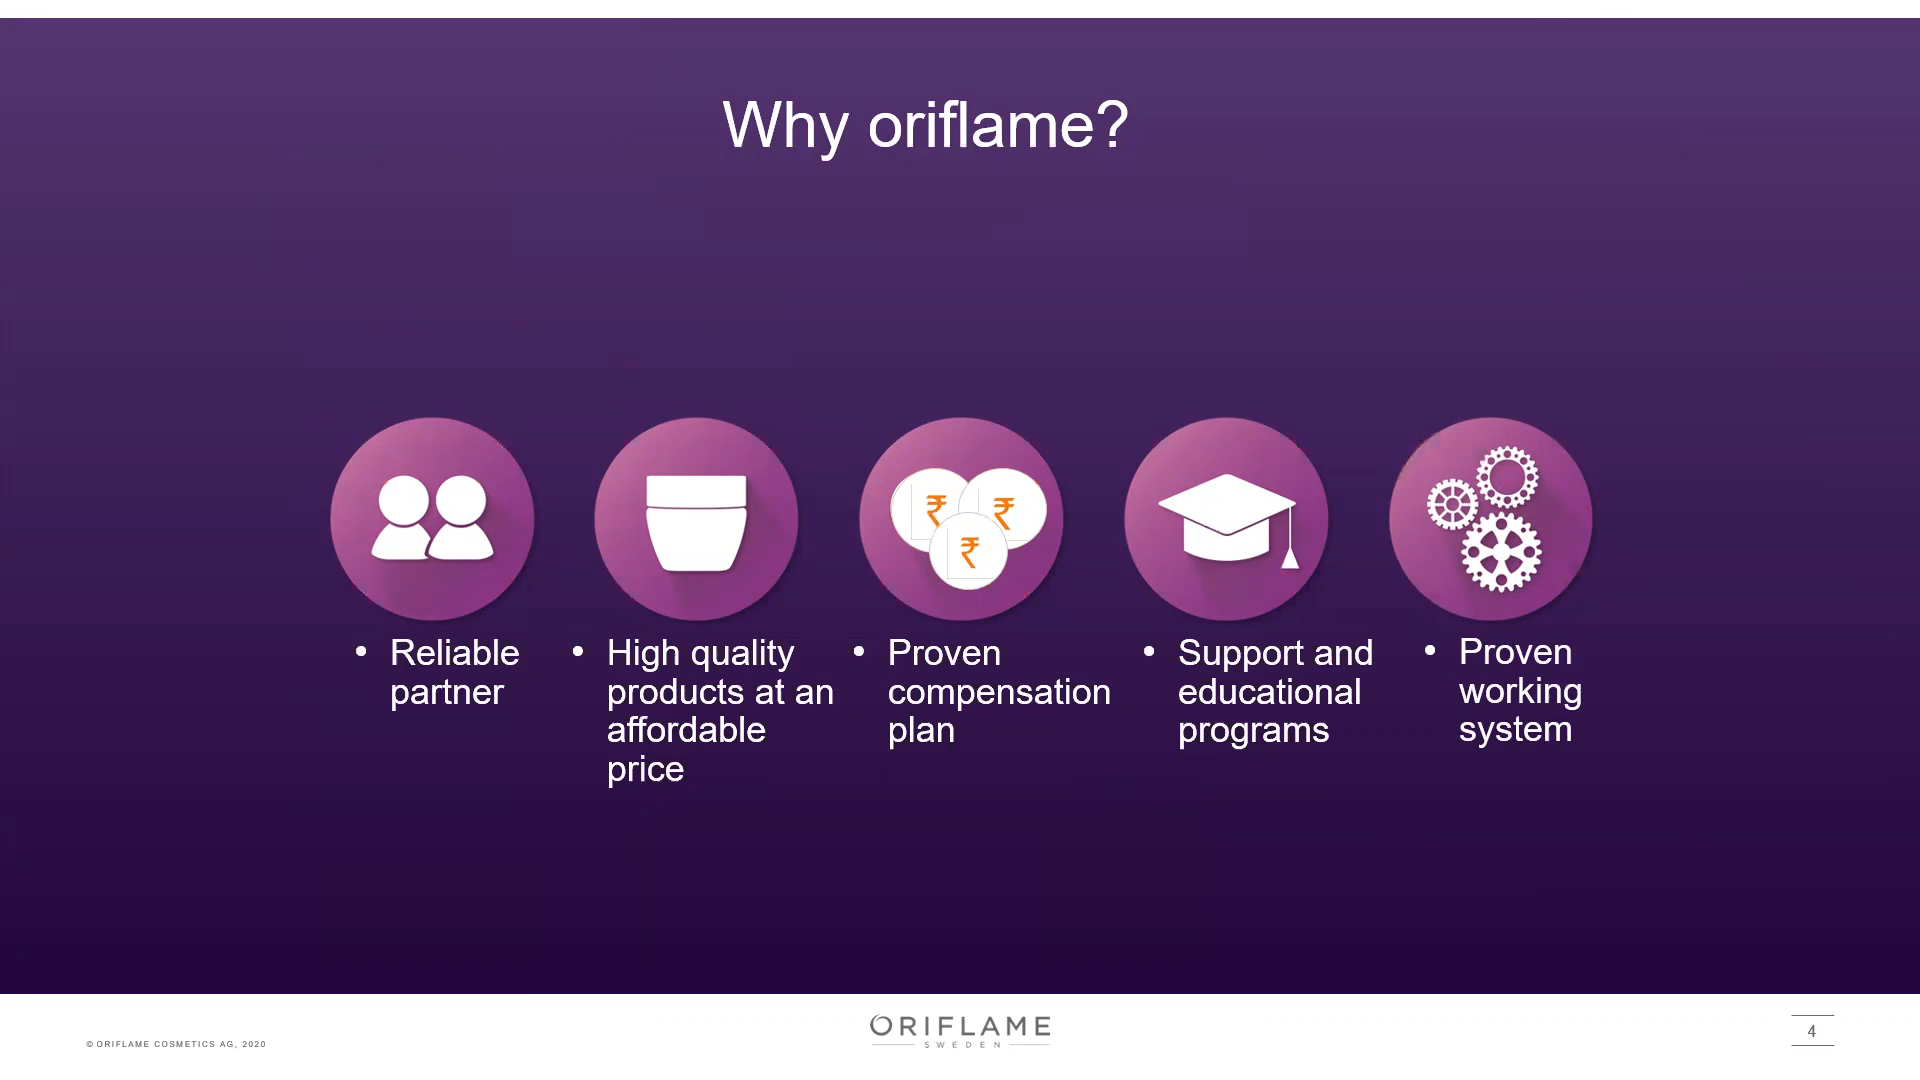 Why oriflame?
₹ ₹
₹
• Reliable
partner
• High quality
products at an
affordable
price
• Proven
compensation
plan
• Support and
educational
programs
• Proven
working
system
© ORIFLAME COSMETICS AG, 2020
ORIFLAME
SWEDEN
4